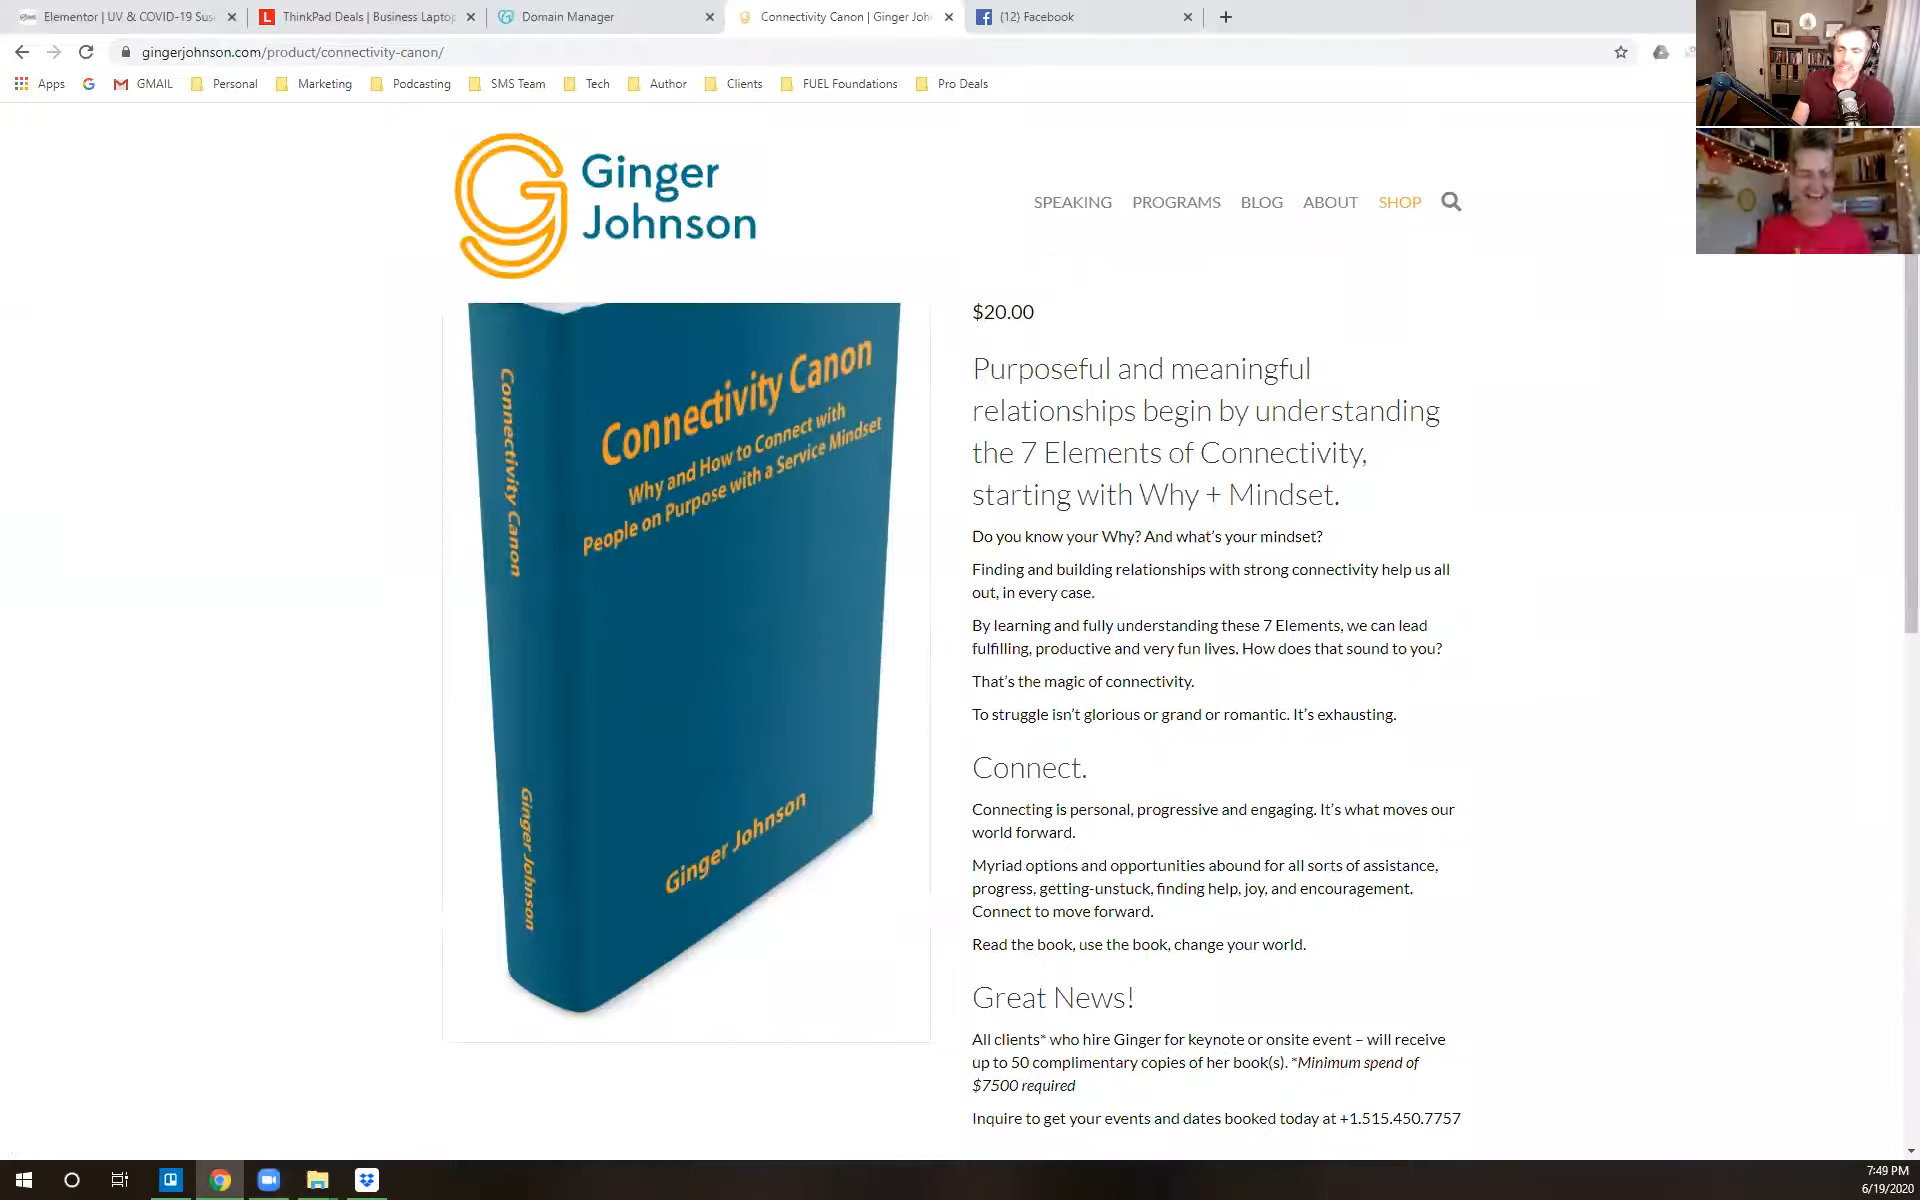 Elementor | UV & COVID-19 Sus
ThinkPad Deals | Business Laptop
Domain Manager
Connectivity Canon | Ginger Joh
(12) Facebook
gingerjohnson.com/product/connectivity-canon/
Apps
GMAIL
Personal
Marketing
Podcasting
SMS Team
Tech
Author
Clients
FUEL Foundations
Pro Deals
Ginger
Johnson
SPEAKING PROGRAMS BLOG ABOUT SHOP
Connectivity Canon
Ginger Johnson
Connectivity Canon
Why and How to Connect with
People on Purpose with a Service Mindset
Ginger Johnson
$20.00
Purposeful and meaningful
relationships begin by understanding
the 7 Elements of Connectivity,
starting with Why + Mindset.
Do you know your Why? And what’s your mindset?
Finding and building relationships with strong connectivity help us all
out, in every case.
By learning and fully understanding these 7 Elements, we can lead
fulfilling, productive and very fun lives. How does that sound to you?
That’s the magic of connectivity.
To struggle isn’t glorious or grand or romantic. It’s exhausting.
Connect.
Connecting is personal, progressive and engaging. It’s what moves our
world forward.
Myriad options and opportunities abound for all sorts of assistance,
progress, getting-unstuck, finding help, joy, and encouragement.
Connect to move forward.
Read the book, use the book, change your world.
Great News!
All clients* who hire Ginger for keynote or onsite event – will receive
up to 50 complimentary copies of her book(s). *Minimum spend of
$7500 required
Inquire to get your events and dates booked today at +1.515.450.7757
7:49 PM
6/19/2020